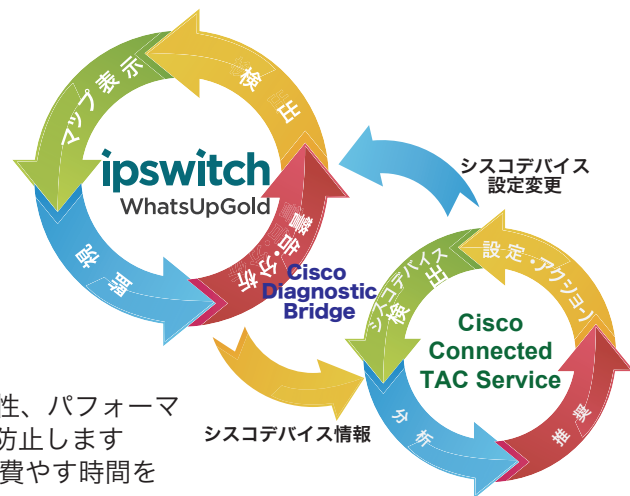 検出
マップ表示
ipswitch
WhatsUpGold
監視
警告・分析
Cisco
Diagnostic
Bridge
シスコデバイス
設定変更
シスコデバイス
検出
設定・アクション
Cisco
Connected
TAC Service
分析
推奨
シスコデバイス情報
性、パフォーマ
防止します
費やす時間を